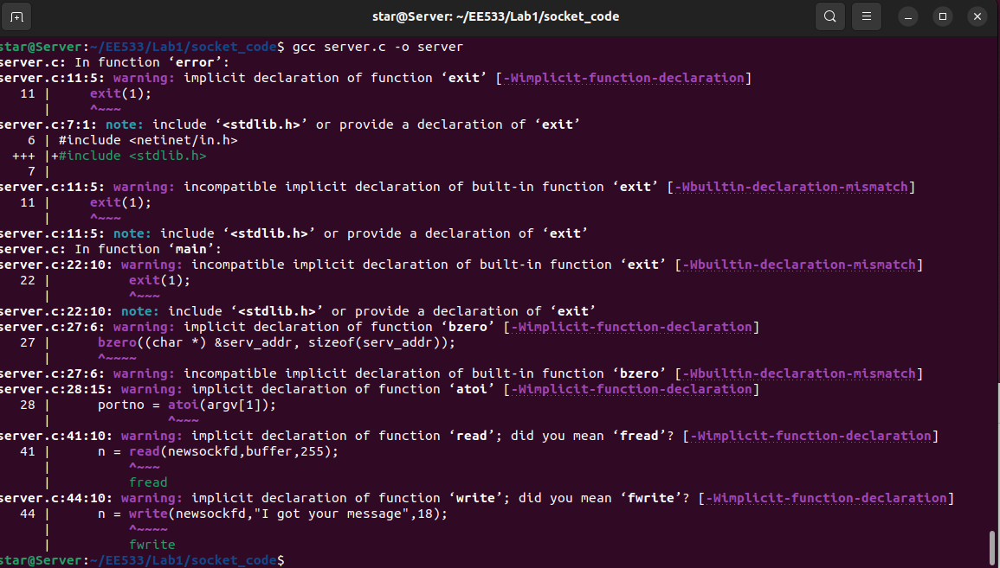 star@Server: ~/EE533/Lab1/socket_code
star@Server:~/EE533/Lab1/socket_code$ gcc server.c -o server
server.c: In function ‘error’:
server.c:11:5: warning: implicit declaration of function ‘exit’ [-Wimplicit-function-declaration]
   11 |     exit(1);
      |     ^~~~
server.c:7:1: note: include ‘<stdlib.h>’ or provide a declaration of ‘exit’
    6 | #include <netinet/in.h>
  +++ |+#include <stdlib.h>
    7 |
server.c:11:5: warning: incompatible implicit declaration of built-in function ‘exit’ [-Wbuiltin-declaration-mismatch]
   11 |     exit(1);
      |     ^~~~
server.c:11:5: note: include ‘<stdlib.h>’ or provide a declaration of ‘exit’
server.c: In function ‘main’:
server.c:22:10: warning: incompatible implicit declaration of built-in function ‘exit’ [-Wbuiltin-declaration-mismatch]
   22 |          exit(1);
      |          ^~~~
server.c:22:10: note: include ‘<stdlib.h>’ or provide a declaration of ‘exit’
server.c:27:6: warning: implicit declaration of function ‘bzero’ [-Wimplicit-function-declaration]
   27 |      bzero((char *) &serv_addr, sizeof(serv_addr));
      |      ^~~~~
server.c:27:6: warning: incompatible implicit declaration of built-in function ‘bzero’ [-Wbuiltin-declaration-mismatch]
server.c:28:15: warning: implicit declaration of function ‘atoi’ [-Wimplicit-function-declaration]
   28 |      portno = atoi(argv[1]);
      |               ^~~~
server.c:41:10: warning: implicit declaration of function ‘read’; did you mean ‘fread’? [-Wimplicit-function-declaration]
   41 |      n = read(newsockfd,buffer,255);
      |          ^~~~
      |          fread
server.c:44:10: warning: implicit declaration of function ‘write’; did you mean ‘fwrite’? [-Wimplicit-function-declaration]
   44 |      n = write(newsockfd,"I got your message",18);
      |          ^~~~~
      |          fwrite
star@Server:~/EE533/Lab1/socket_code$